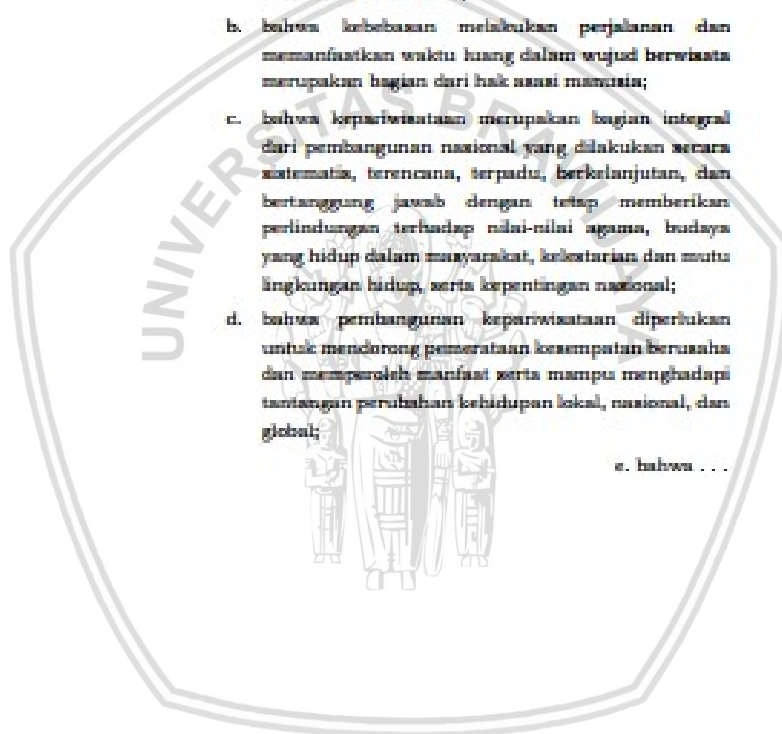 b. bahwa kebebasan melakukan perjalanan dan
memanfaatkan waktu luang dalam wujud berwisata
merupakan bagian dari hak asasi manusia;
c. bahwa kepariwisataan merupakan bagian integral
dari pembangunan nasional yang dilakukan secara
sistematis, terencana, terpadu, berkelanjutan, dan
bertanggung jawab dengan tetap memberikan
perlindungan terhadap nilai-nilai agama, budaya
yang hidup dalam masyarakat, kelestarian dan mutu
lingkungan hidup, serta kepentingan nasional;
d. bahwa pembangunan kepariwisataan diperlukan
untuk mendorong pemerataan kesempatan berusaha
dan memperoleh manfaat serta mampu menghadapi
tantangan perubahan kehidupan lokal, nasional, dan
global;
e. bahwa . . .
UNIVERSITAS BRAWIJAYA